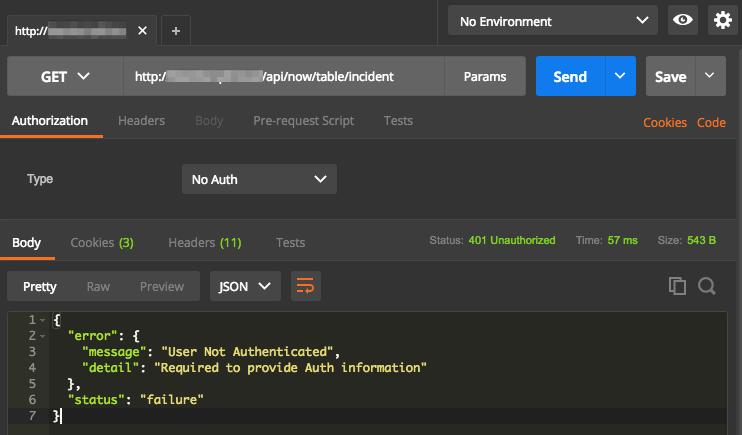 http://
No Environment
GET
http:// /api/now/table/incident
Params
Send
Save
Authorization
Headers
Body
Pre-request Script
Tests
Cookies
Code
Type
No Auth
Body
Cookies (3)
Headers (11)
Tests
Status: 401 Unauthorized
Time: 57 ms
Size: 543 B
Pretty
Raw
Preview
JSON
1 {
2 "error": {
3 "message": "User Not Authenticated",
4 "detail": "Required to provide Auth information"
5 },
6 "status": "failure"
7 }